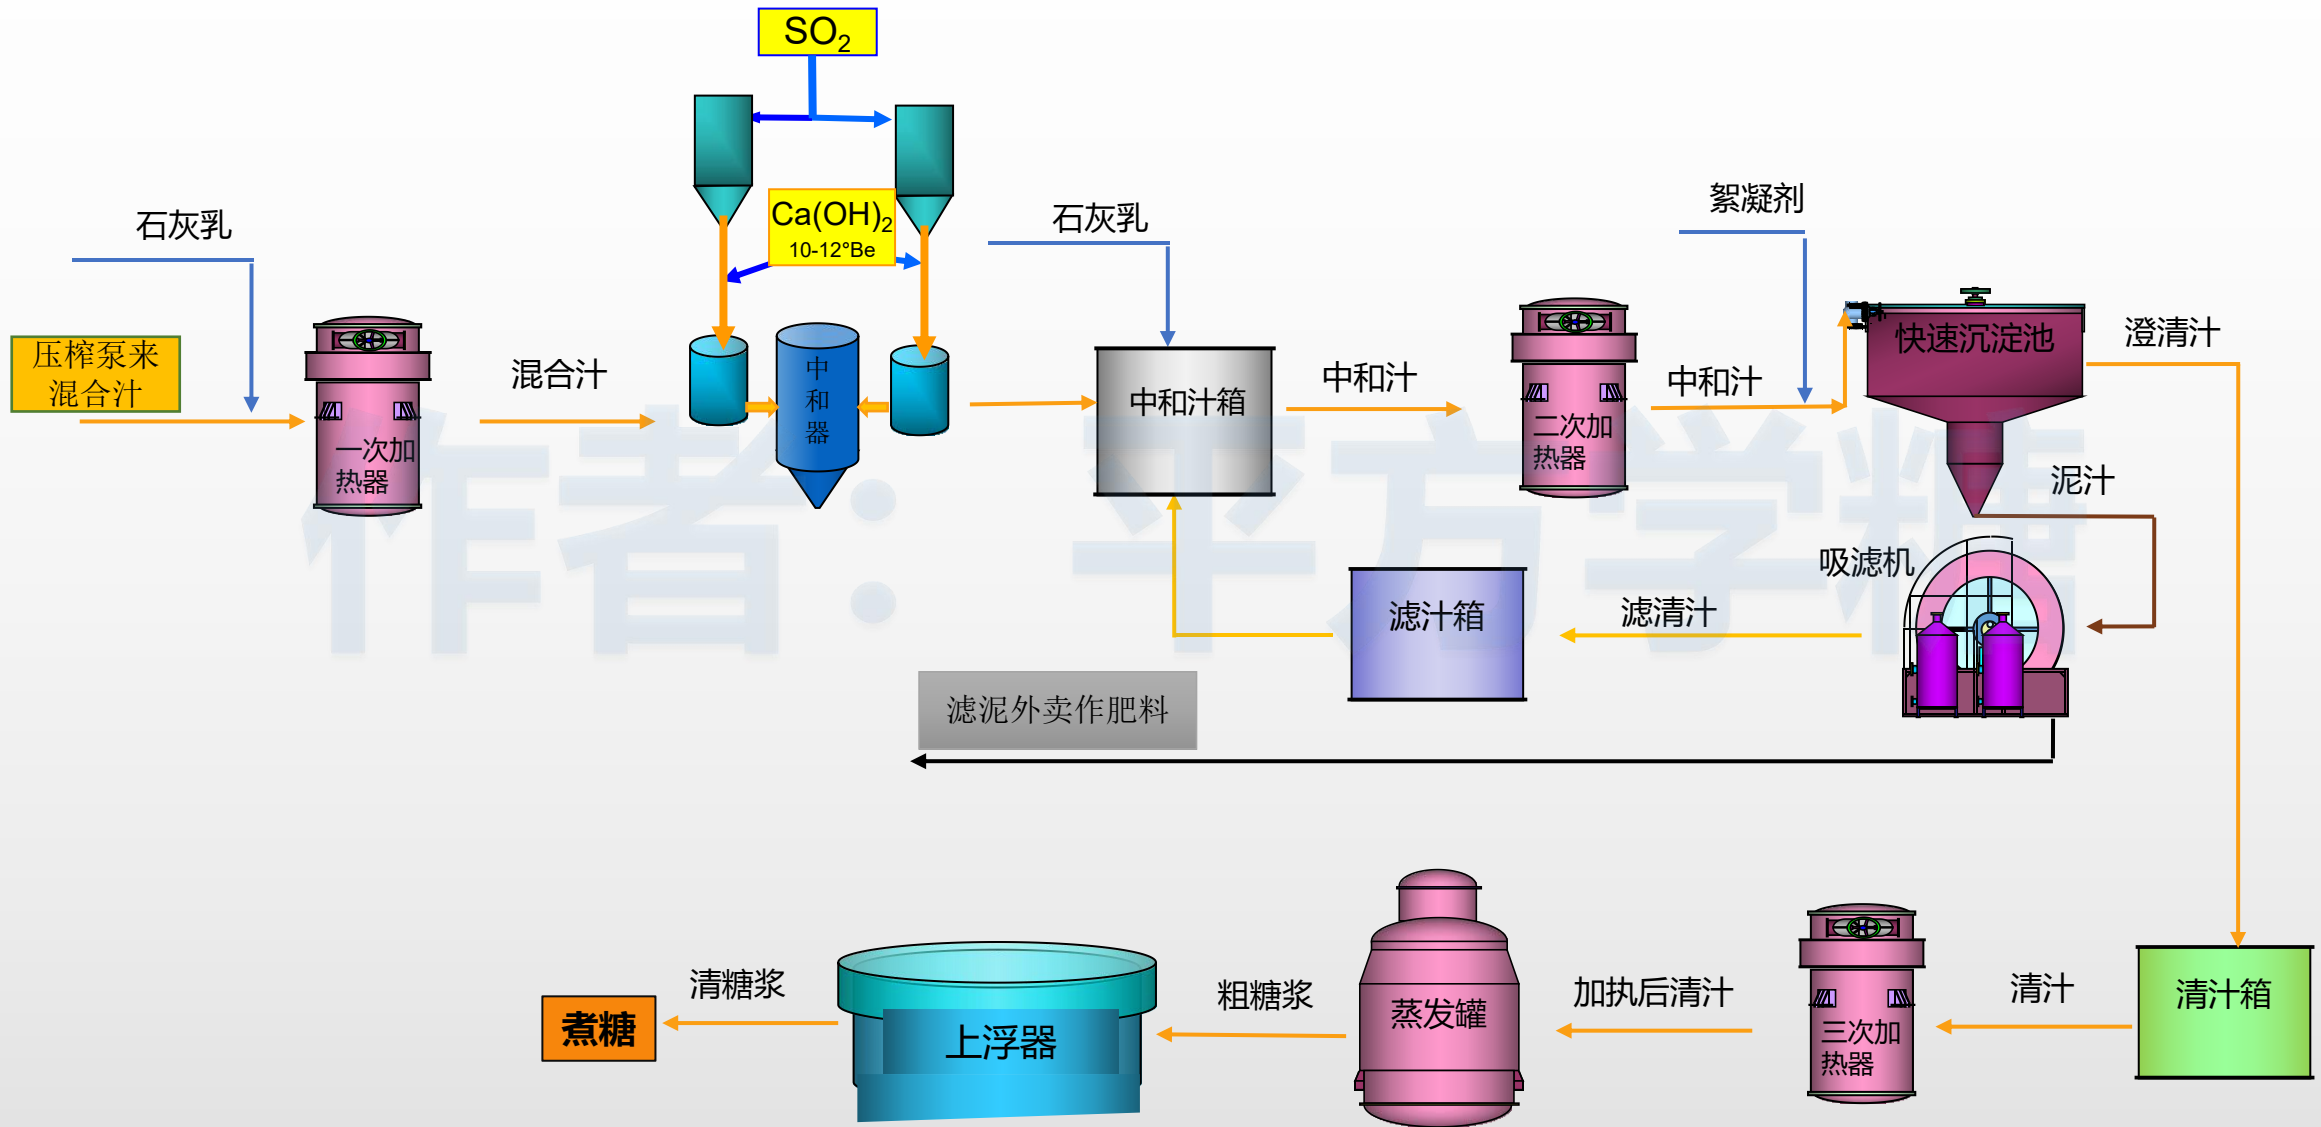 SO₂
Ca(OH)₂
10-12°Be
石灰乳
石灰乳
絮凝剂
压榨泵来
混合汁
混合汁
中
和
器
中和汁箱
中和汁
中和汁
快速沉淀池
澄清汁
一次加
热器
二次加
热器
泥汁
吸滤机
滤汁箱
滤清汁
作者：平方学糖
滤泥外卖作肥料
煮糖
清糖浆
上浮器
粗糖浆
蒸发罐
加执后清汁
三次加
热器
清汁
清汁箱